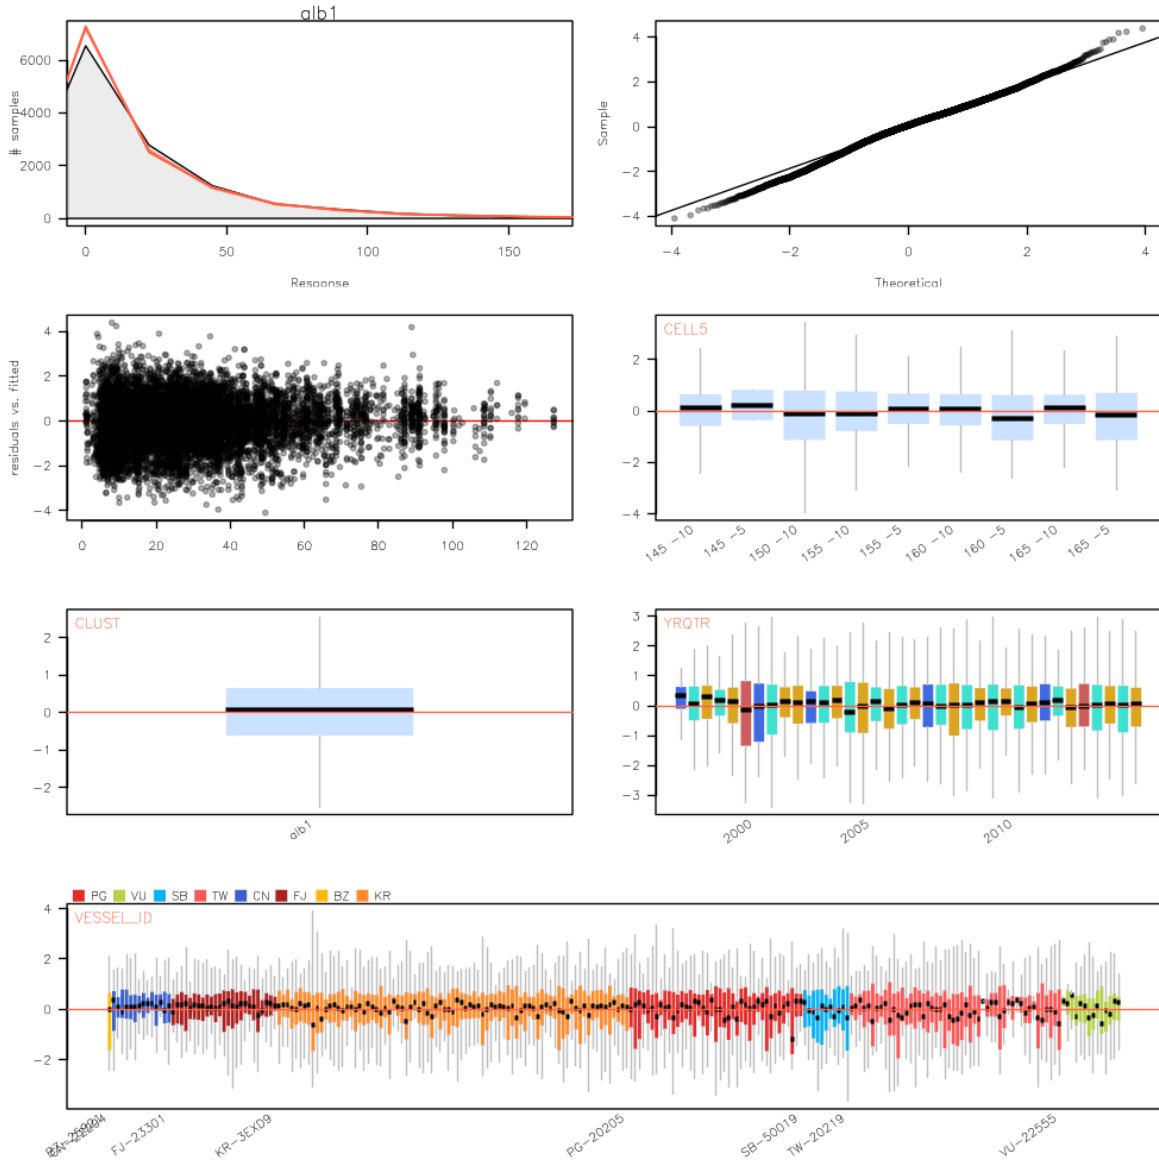 alb1
6000
4000
2000
0
# samples
0 50 100 150
Response
4
2
0
−2
−4
Sample
−4 −2 0 2 4
Theoretical
4
2
0
−2
−4
residuals vs. fitted
0 20 40 60 80 100 120
CELL5
2
0
−2
−4
145 −10 145 −5 150 −10 155 −10 155 −5 160 −10 160 −5 165 −10 165 −5
CLUST
2
1
0
−1
−2
alb1
YRQTR
3
2
1
0
−1
−2
−3
2000 2005 2010
PG VU SB TW CN FJ BZ KR
VESSEL_ID
4
2
0
−2
FJ−23301 KR−3EXO9 PG−20205 SB−50019 TW−20219 VU−22555